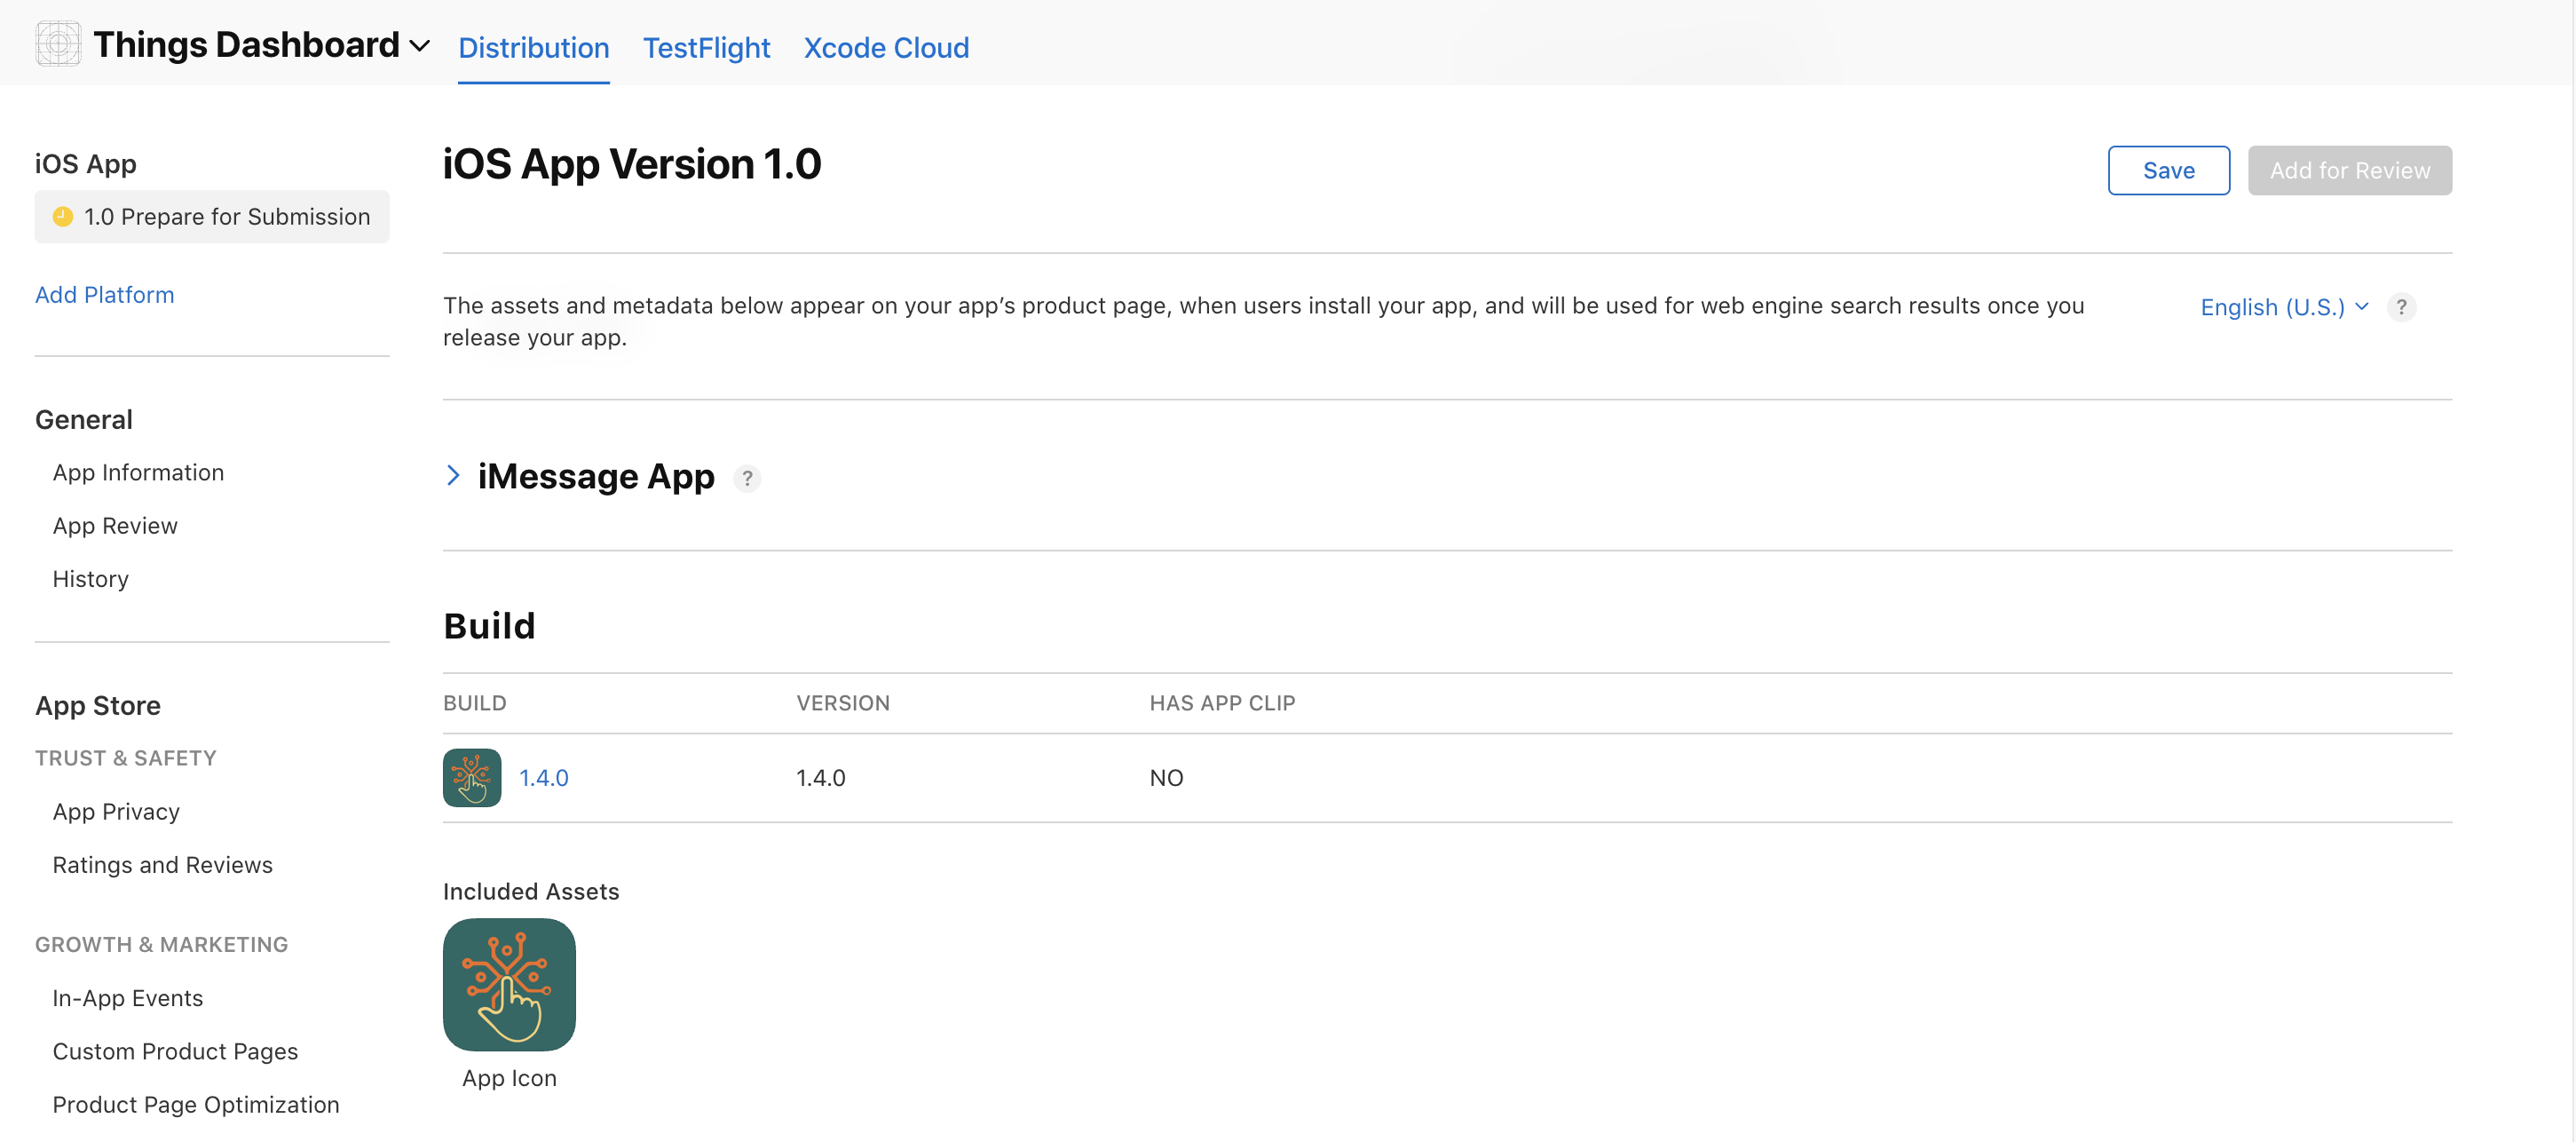 Things Dashboard
Distribution
TestFlight
Xcode Cloud
iOS App
1.0 Prepare for Submission
Add Platform
General
App Information
App Review
History
App Store
TRUST & SAFETY
App Privacy
Ratings and Reviews
GROWTH & MARKETING
In-App Events
Custom Product Pages
Product Page Optimization
iOS App Version 1.0
Save
Add for Review
The assets and metadata below appear on your app’s product page, when users install your app, and will be used for web engine search results once you
release your app.
English (U.S.)
?
iMessage App
?
Build
BUILD
VERSION
HAS APP CLIP
1.4.0
1.4.0
NO
Included Assets
App Icon